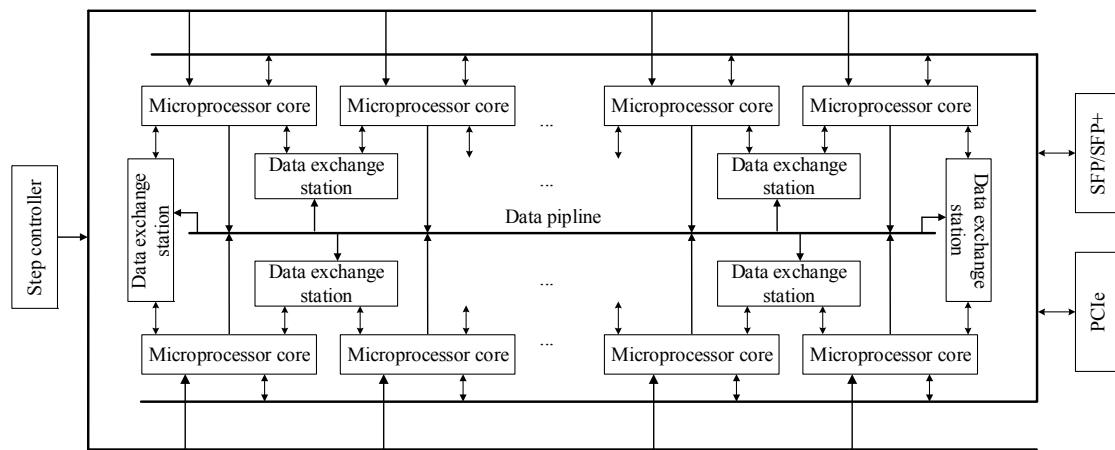 Microprocessor core
Microprocessor core
...
Microprocessor core
Microprocessor core
SFP/SFP+
Step controller
Data exchange
station
Data exchange
station
...
Data exchange
station
Data exchange
station
Data pipline
Data exchange
station
...
Data exchange
station
PCIe
Microprocessor core
Microprocessor core
...
Microprocessor core
Microprocessor core